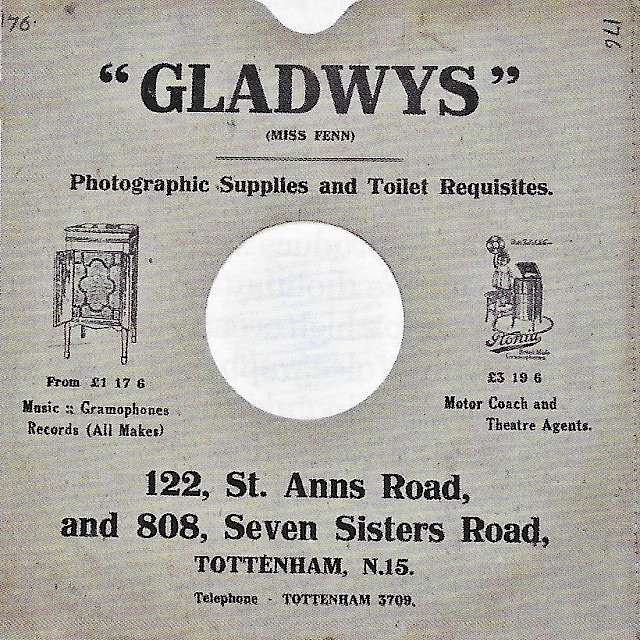 176.
176
"GLADWYS"
(MISS FENN)
Photographic Supplies and Toilet Requisites.
From £1 17 6
Music :: Gramophones
Records (All Makes)
£3 19 6
Motor Coach and
Theatre Agents.
122, St. Anns Road,
and 808, Seven Sisters Road,
TOTTENHAM, N.15.
Telephone - TOTTENHAM 3709.